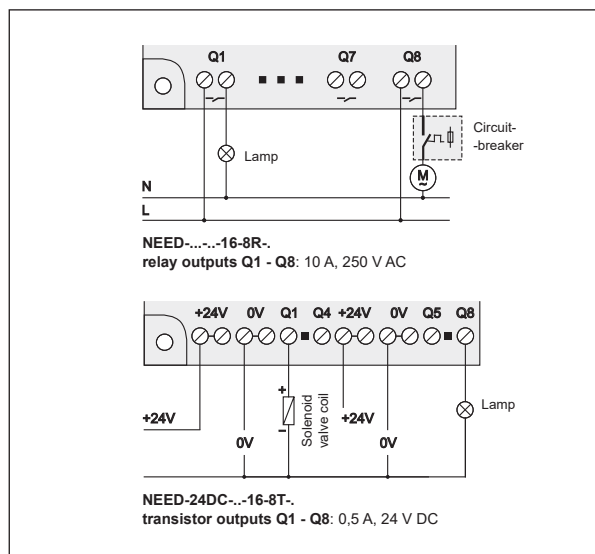 Q1 Q7 Q8
Circuit-
-breaker
Lamp
M
~
N
L
NEED-...-..-16-8R-.
relay outputs Q1 - Q8: 10 A, 250 V AC
+24V 0V Q1 Q4 +24V 0V Q5 Q8
+
Solenoid
valve coil
–
Lamp
+24V
+24V
0V
0V
NEED-24DC-..-16-8T-.
transistor outputs Q1 - Q8: 0,5 A, 24 V DC